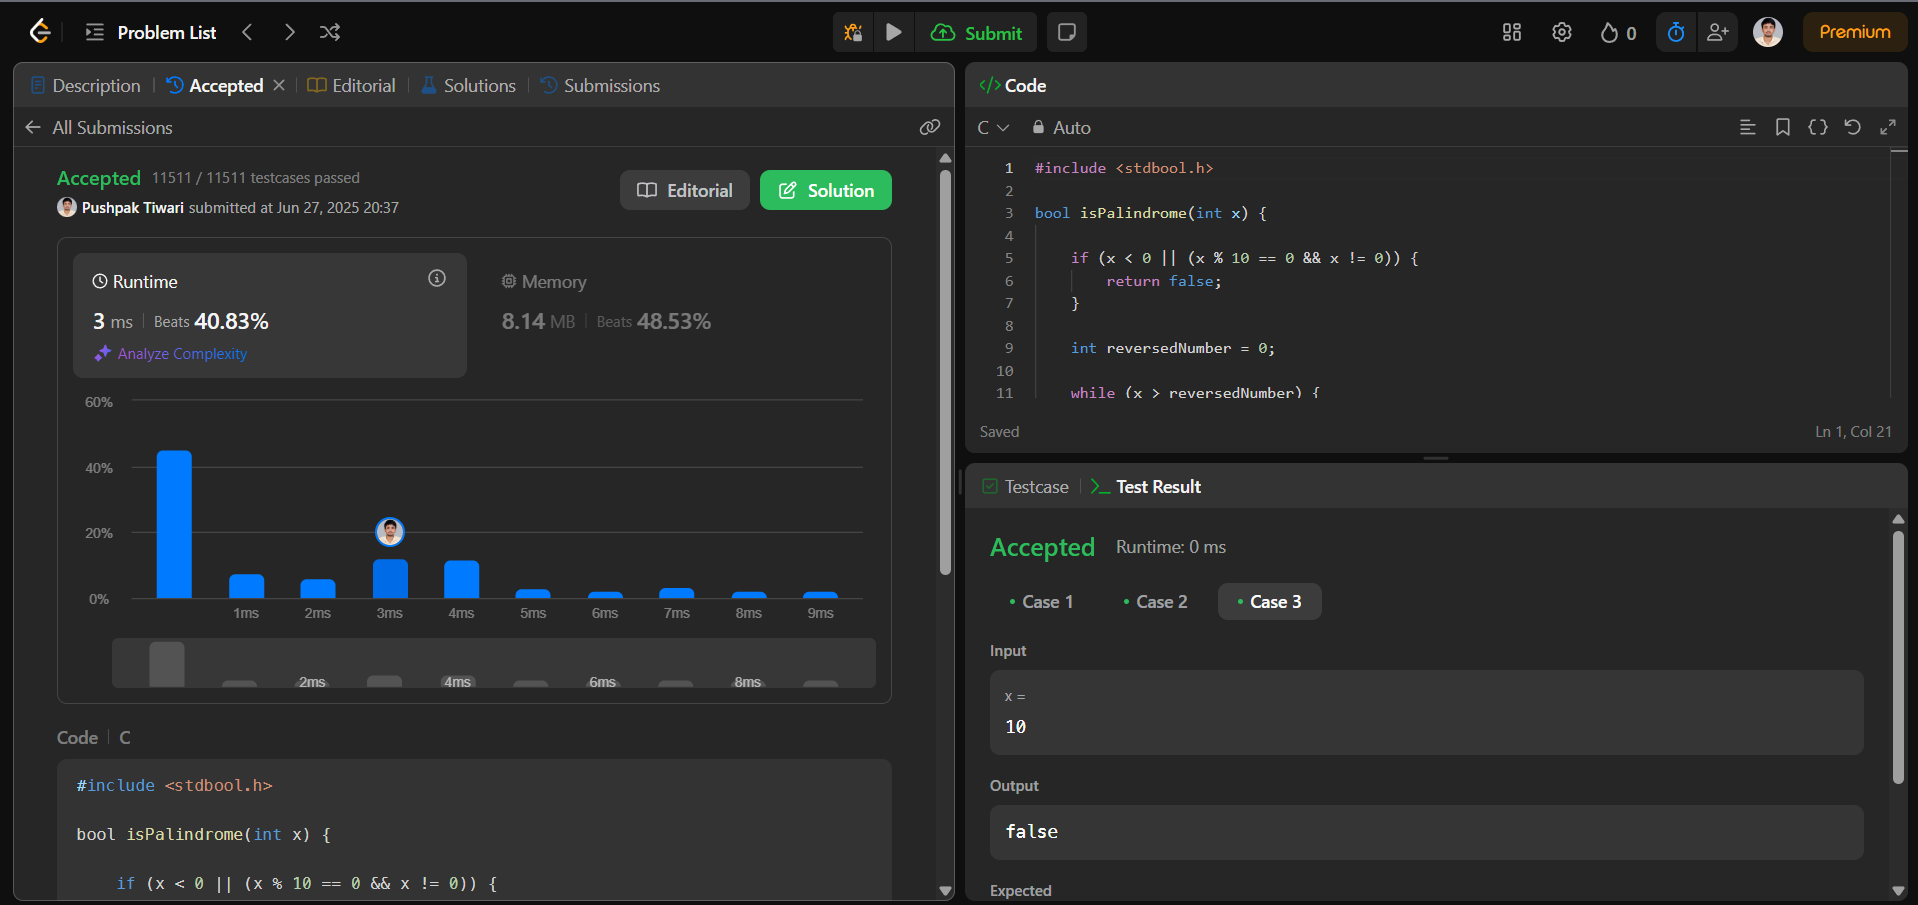 Problem List
Submit
0
Premium
Description
Accepted
Editorial
Solutions
Submissions
All Submissions
Accepted 11511 / 11511 testcases passed
Pushpak Tiwari submitted at Jun 27, 2025 20:37
Editorial
Solution
Runtime
3 ms Beats 40.83%
Analyze Complexity
Memory
8.14 MB Beats 48.53%
60%
40%
20%
0%
1ms 2ms 3ms 4ms 5ms 6ms 7ms 8ms 9ms
2ms 4ms 6ms 8ms
Code C
#include <stdbool.h>
bool isPalindrome(int x) {
if (x < 0 || (x % 10 == 0 && x != 0)) {
</> Code
C Auto
1 #include <stdbool.h>
2
3 bool isPalindrome(int x) {
4
5 if (x < 0 || (x % 10 == 0 && x != 0)) {
6 return false;
7 }
8
9 int reversedNumber = 0;
10
11 while (x > reversedNumber) {
Saved
Ln 1, Col 21
Testcase
Test Result
Accepted Runtime: 0 ms
• Case 1 • Case 2 • Case 3
Input
x =
10
Output
false
Expected